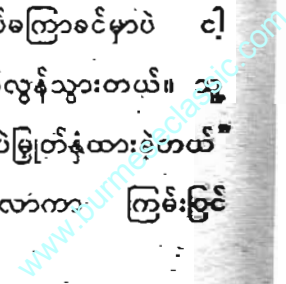 မကြာခင်မှာပဲ ငါ့
လွန်သွားတယ်။ သူ့
ပဲမြှုတ်နှံထားခဲ့တယ်
လာကာ ကြမ်းပြင်
www.burmeseclassic.com